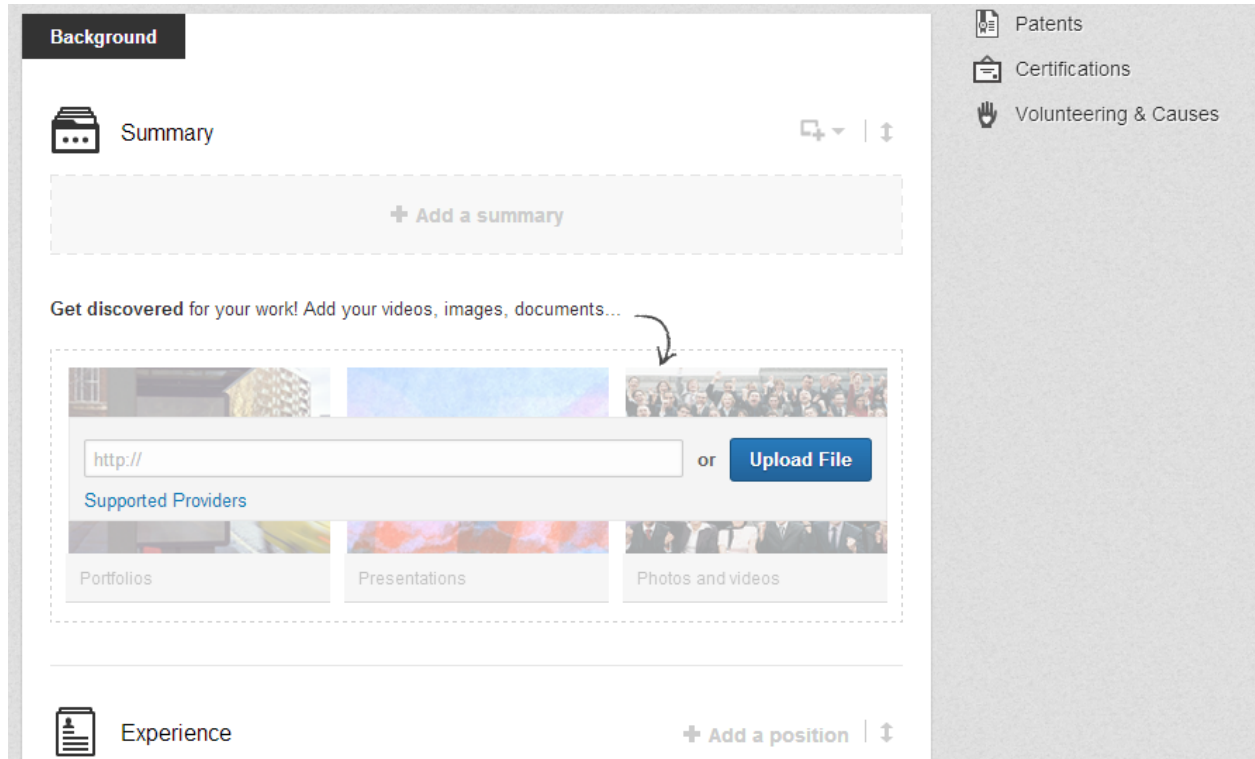 Background
Summary
Add a summary
Get discovered for your work! Add your videos, images, documents...
http://
or
Upload File
Supported Providers
Portfolios
Presentations
Photos and videos
Experience
Add a position
Patents
Certifications
Volunteering & Causes